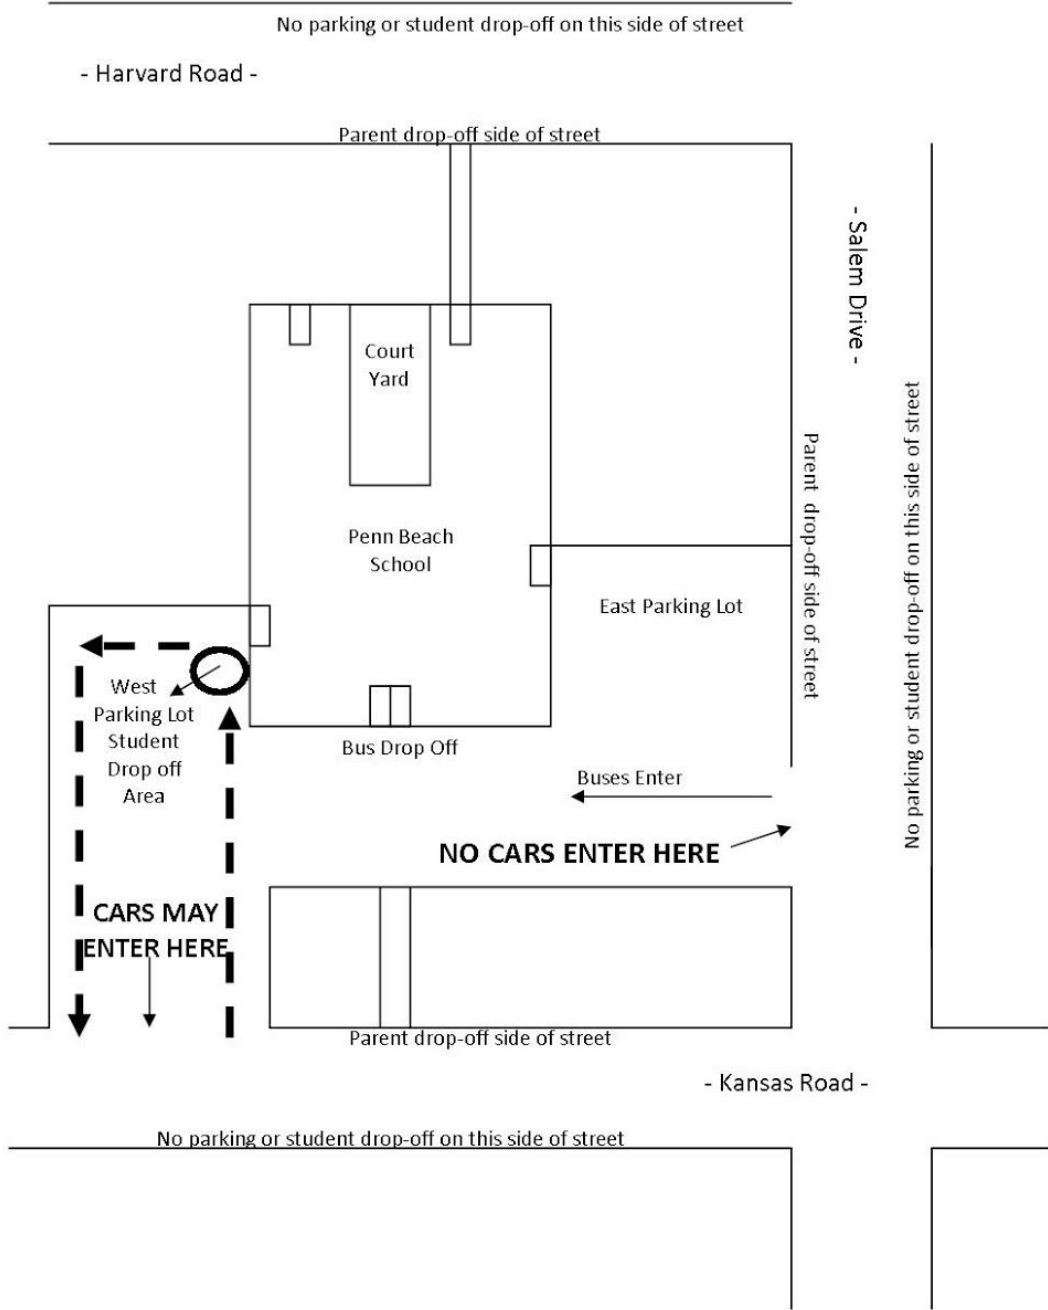 No parking or student drop-off on this side of street
- Harvard Road -
Parent drop-off side of street
- Salem Drive -
Court
Yard
No parking or student drop-off on this side of street
Parent drop-off side of street
Penn Beach
School
East Parking Lot
West
Parking Lot
Student
Drop off
Area
Bus Drop Off
Buses Enter
NO CARS ENTER HERE
CARS MAY
ENTER HERE
Parent drop-off side of street
- Kansas Road -
No parking or student drop-off on this side of street